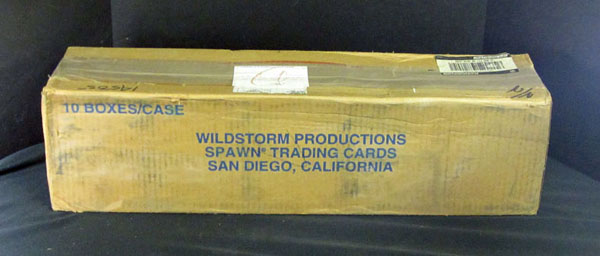 10 BOXES/CASE
WILDSTORM PRODUCTIONS
SPAWN® TRADING CARDS
SAN DIEGO, CALIFORNIA